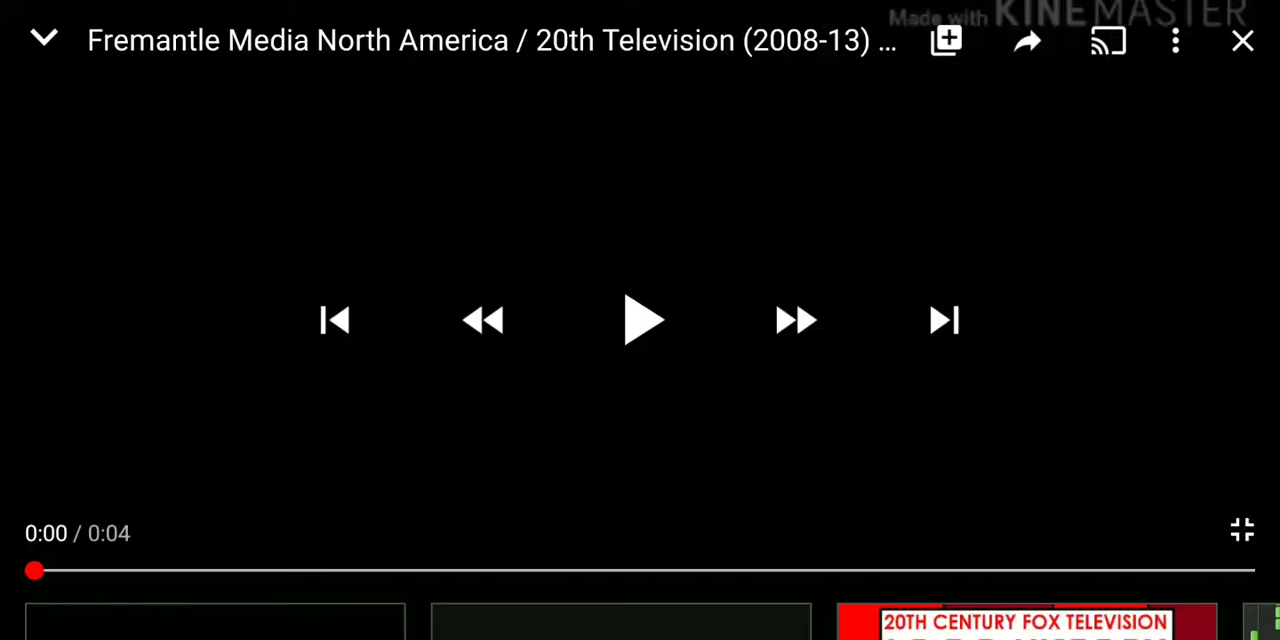 Made with KINEMASTER
Fremantle Media North America / 20th Television (2008-13) ...
0:00 / 0:04
20TH CENTURY FOX TELEVISION